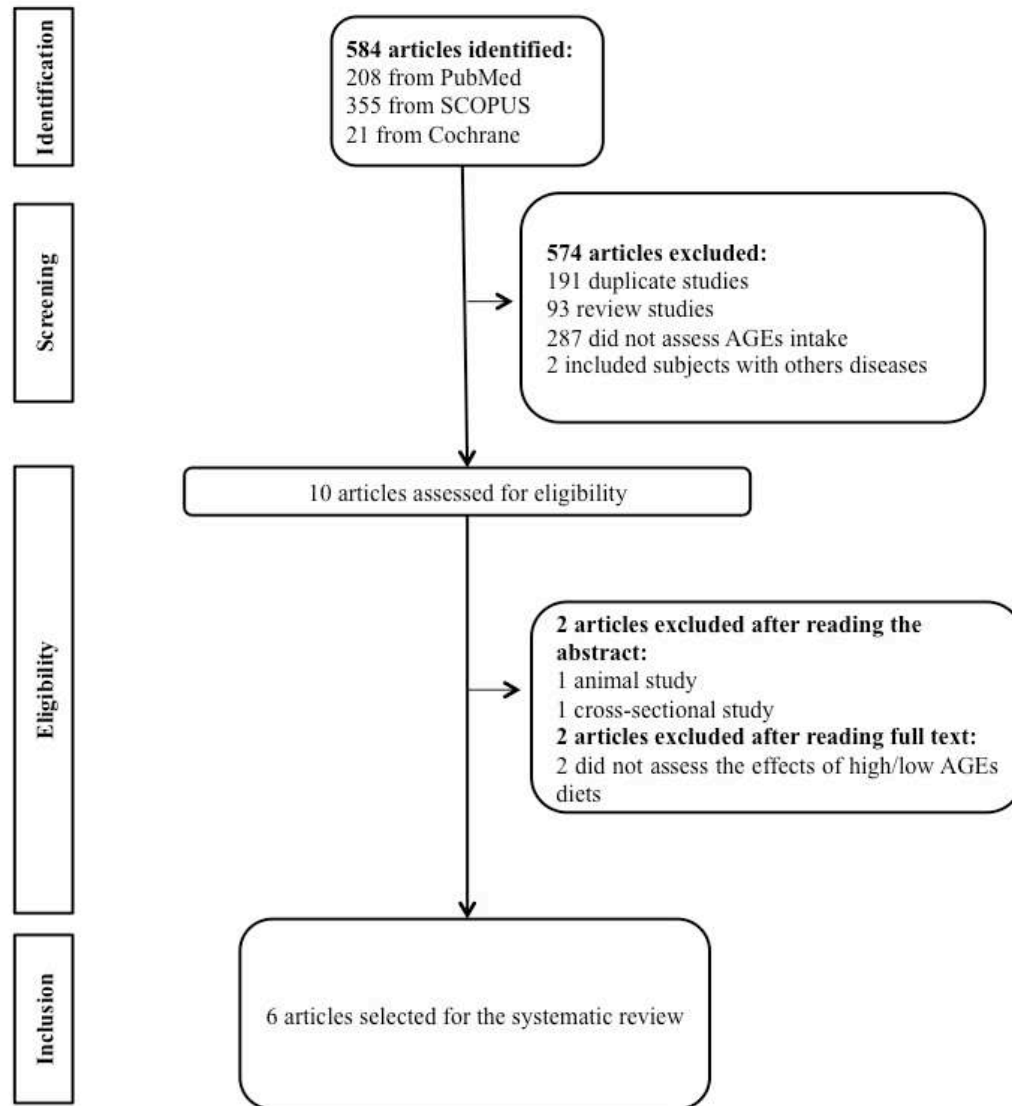 Identification
584 articles identified:
208 from PubMed
355 from SCOPUS
21 from Cochrane
Screening
574 articles excluded:
191 duplicate studies
93 review studies
287 did not assess AGEs intake
2 included subjects with others diseases
Eligibility
10 articles assessed for eligibility
2 articles excluded after reading the
abstract:
1 animal study
1 cross-sectional study
2 articles excluded after reading full text:
2 did not assess the effects of high/low AGEs
diets
Inclusion
6 articles selected for the systematic review